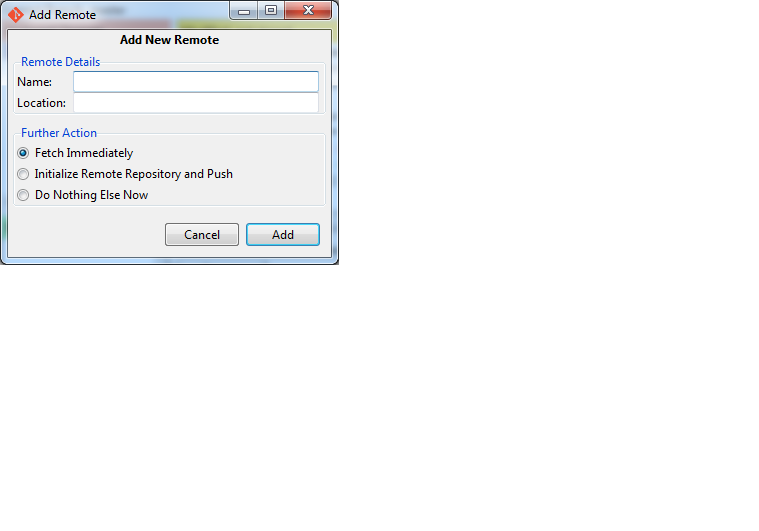 Add Remote
Add New Remote
Remote Details
Name:
Location:
Further Action
Fetch Immediately
Initialize Remote Repository and Push
Do Nothing Else Now
Cancel Add